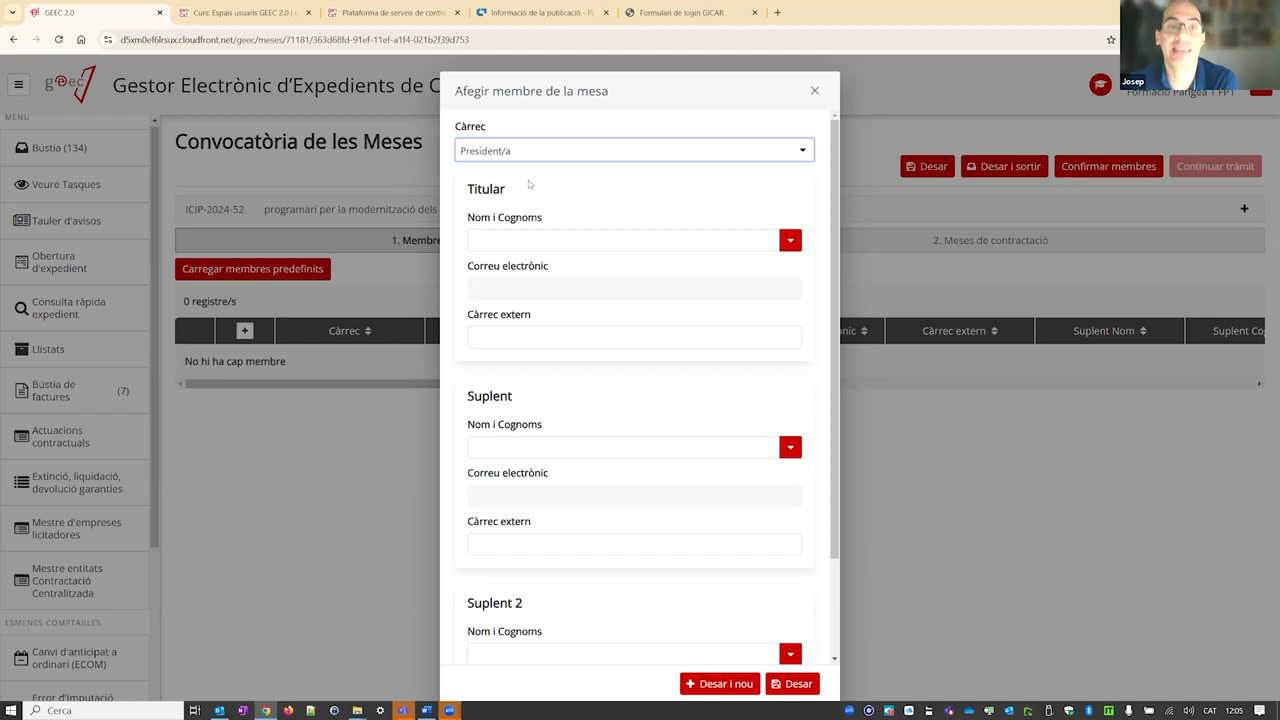 GEEC 2.0
Curs: Espais usuaris GEEC 2.0 | e
Plataforma de serveis de contra
Informació de la publicació - Pl
Formulari de login GICAR
d5xm0ef6lrsux.cloudfront.net/geec/meses/71181/363d68fd-91ef-11ef-a1f4-021b2f39d753
Josep
geec
Gestor Electrònic d'Expedients de C
Formació Pangea i FPT
MENÚ
Bústia (134)
Veure Tasques
Tauler d'avisos
Obertura
d'expedient
Consulta ràpida
expedient
Llistats
Bústia de
factures
(7)
Actuacions
contractuals
Extinció, liquidació,
devolució garanties
Mestre d'empreses
licitadores
Mestre entitats
Contractació
Centralitzada
ESMENES COMPTABLES
Canvi d'anticipat a
ordinari (ECOM)
Error d'imputació
Convocatòria de les Meses
Desar
Desar i sortir
Confirmar membres
Continuar tràmit
ICIP-2024-52
programari per la modernització dels
1. Membre
2. Meses de contractació
Carregar membres predefinits
0 registre/s
Càrrec
ònic
Càrrec extern
Suplent Nom
Suplent Co
No hi ha cap membre
Afegir membre de la mesa
Càrrec
President/a
Titular
Nom i Cognoms
Correu electrònic
Càrrec extern
Suplent
Nom i Cognoms
Correu electrònic
Càrrec extern
Suplent 2
Nom i Cognoms
Desar i nou
Desar
Cerca
CAT
12:05